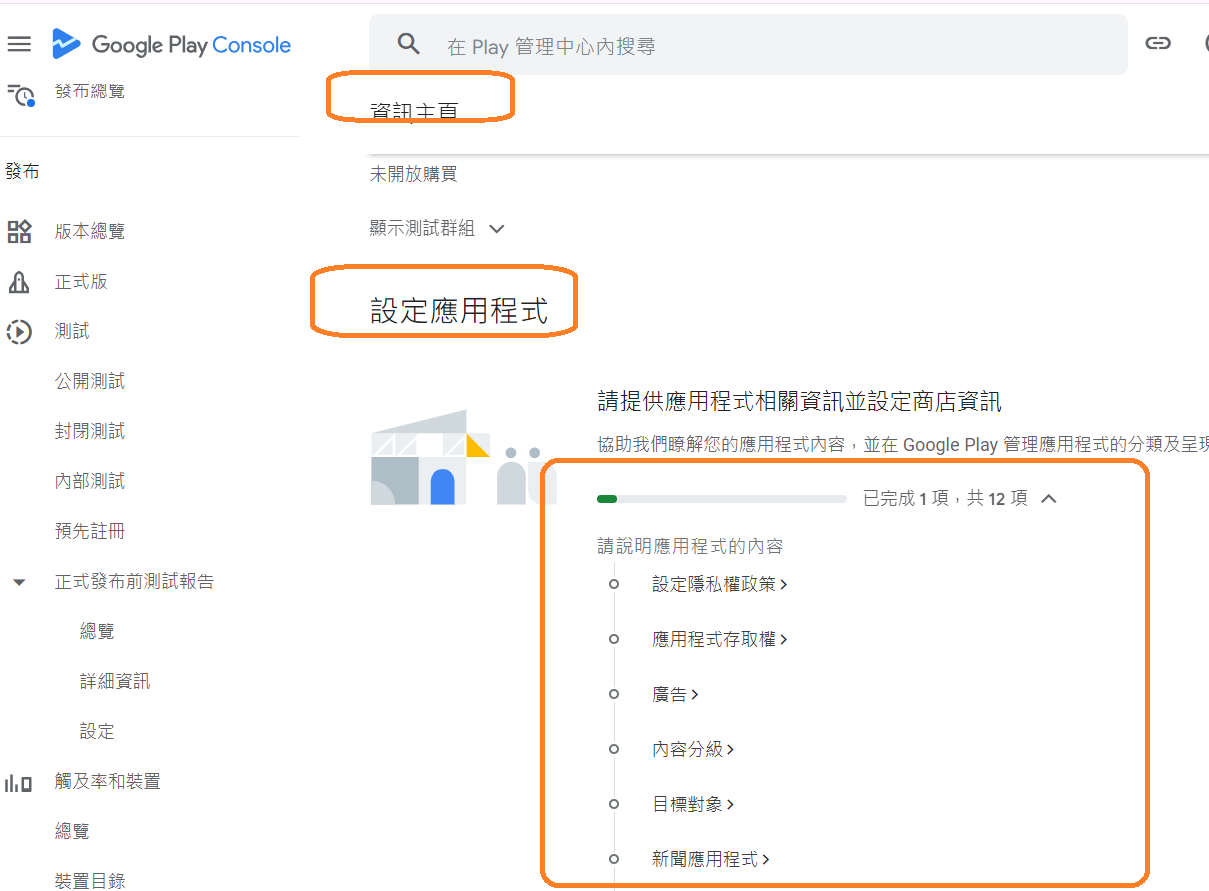 Google Play Console
在 Play 管理中心內搜尋
發布總覽
資訊主頁
發布
未開放購買
版本總覽
顯示測試群組
正式版
設定應用程式
測試
公開測試
請提供應用程式相關資訊並設定商店資訊
封閉測試
協助我們瞭解您的應用程式內容，並在 Google Play 管理應用程式的分類及呈現
內部測試
已完成 1 項，共 12 項
預先註冊
請說明應用程式的內容
正式發布前測試報告
設定隱私權政策
總覽
應用程式存取權
詳細資訊
廣告
設定
內容分級
觸及率和裝置
目標對象
總覽
新聞應用程式
裝置目錄